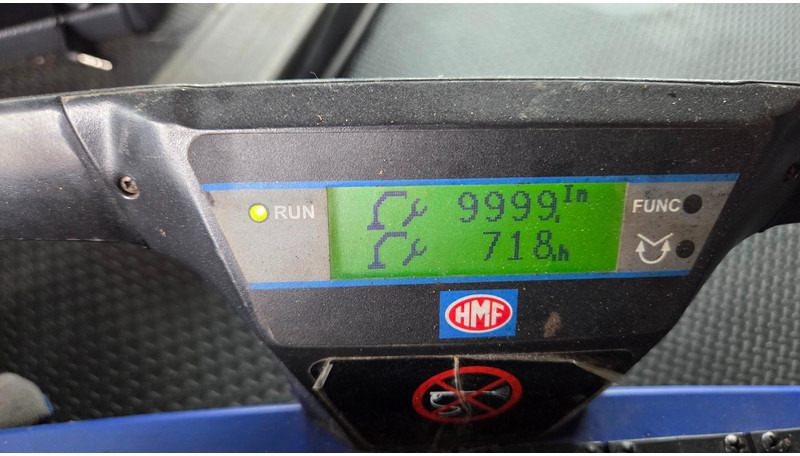 RUN
9999. In
718.h
FUNC
HMF